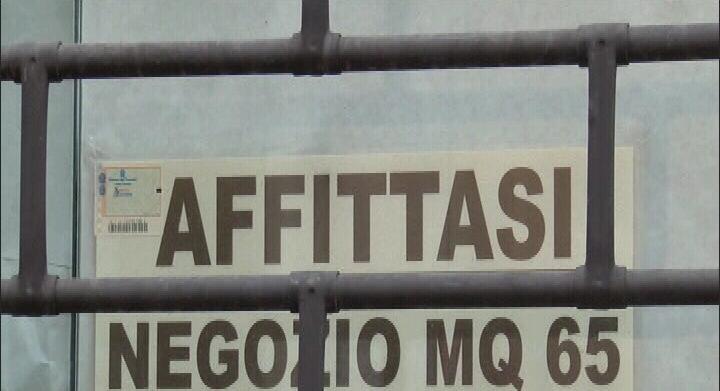 AFFITTASI
NEGOZIO MQ 65